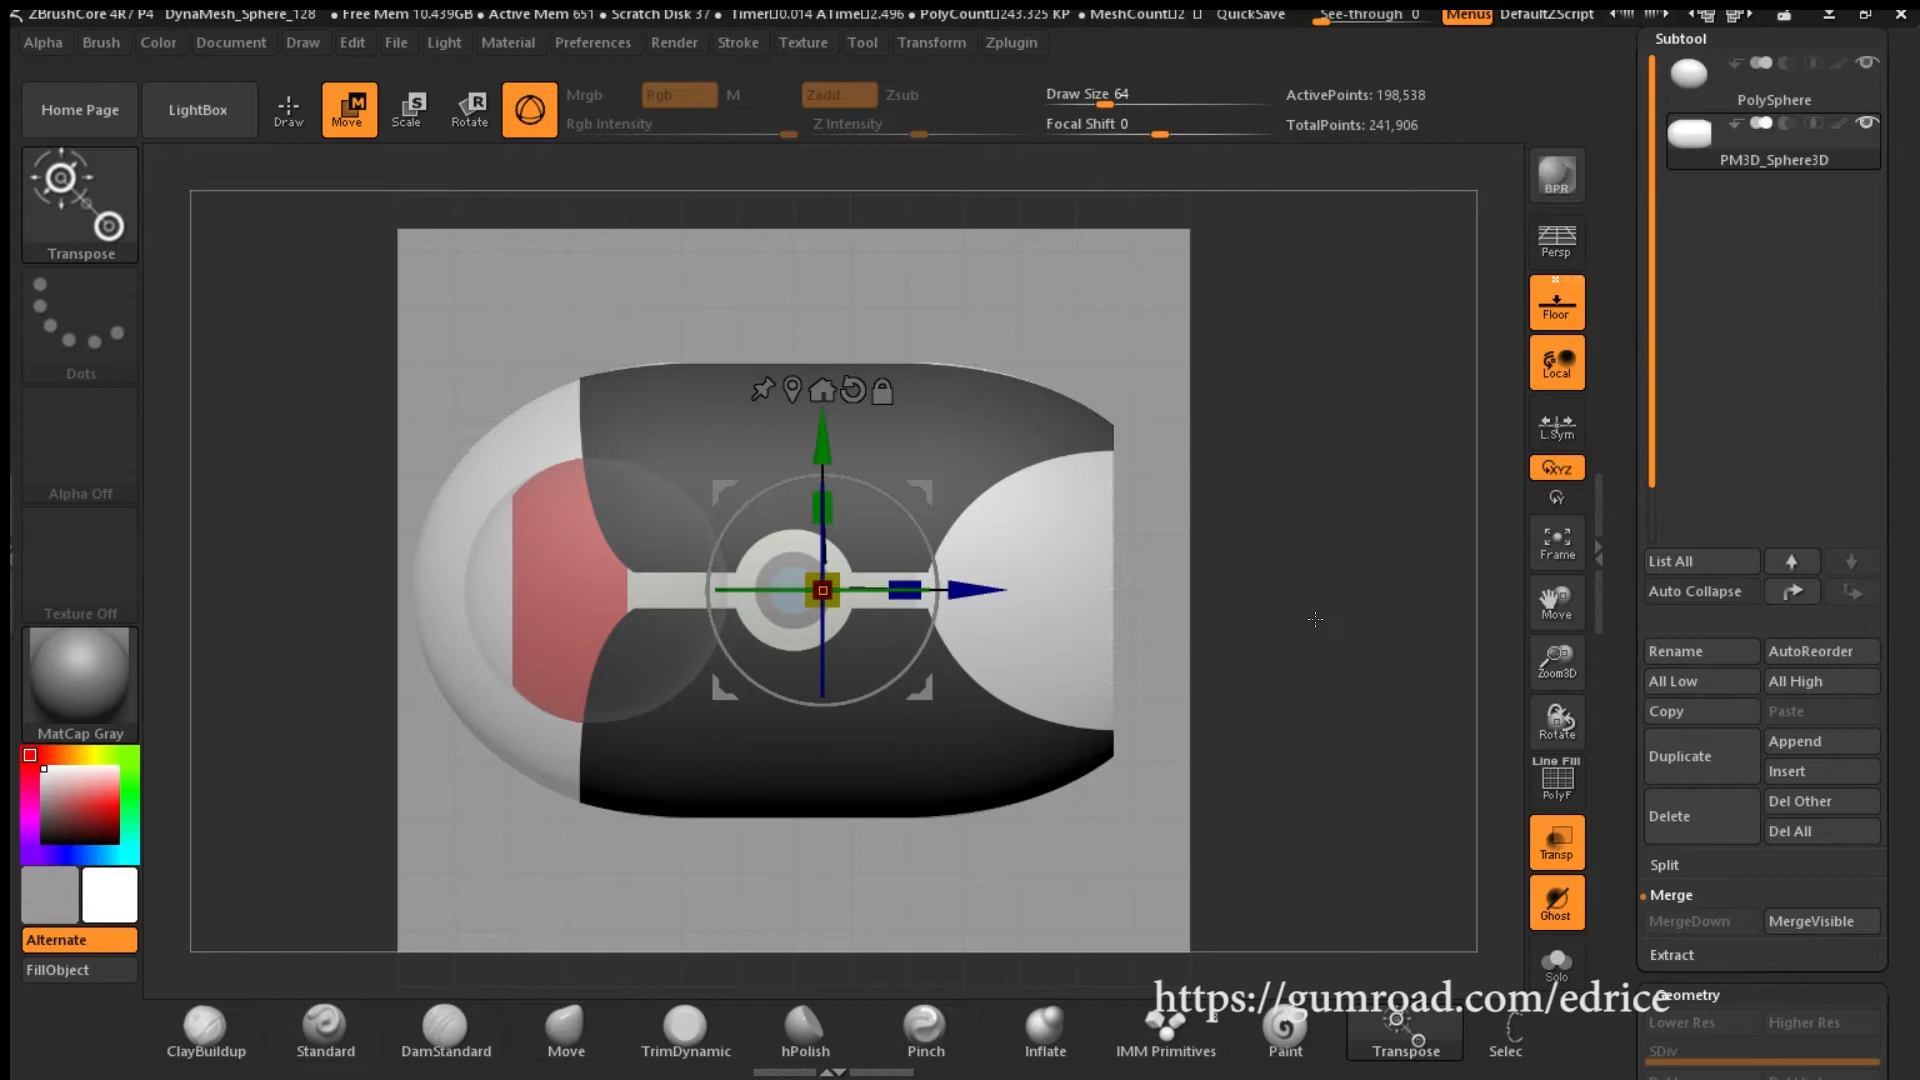 ZBrushCore 4R7 P4 DynaMesh_Sphere_128 • Free Mem 10.439GB • Active Mem 651 • Scratch Disk 37 • Timer 0.014 ATime 2.496 • PolyCount 243.325 KP • MeshCount 2 QuickSave See-through 0 Menus DefaultZScript
Alpha Brush Color Document Draw Edit File Light Material Preferences Render Stroke Texture Tool Transform Zplugin
Home Page LightBox Draw Move Scale Rotate
M S R
Mrgb Rgb M Zadd Zsub
Rgb Intensity Z Intensity
Draw Size 64
Focal Shift 0
ActivePoints: 198,538
TotalPoints: 241,906
Transpose
Dots
Alpha Off
Texture Off
MatCap Gray
Alternate
FillObject
BPR
Persp
Floor
Local
L.Sym
XYZ
Y
Frame
Move
Zoom3D
Rotate
Line Fill
PolyF
Transp
Ghost
Solo
Subtool
PolySphere
PM3D_Sphere3D
List All
Auto Collapse
Rename AutoReorder
All Low All High
Copy Paste
Duplicate Append
Insert
Delete Del Other
Del All
Split
Merge
MergeDown MergeVisible
Extract
Geometry
Lower Res Higher Res
SDiv
https://gumroad.com/edrice
ClayBuildup Standard DamStandard Move TrimDynamic hPolish Pinch Inflate IMM Primitives Paint Transpose Selec